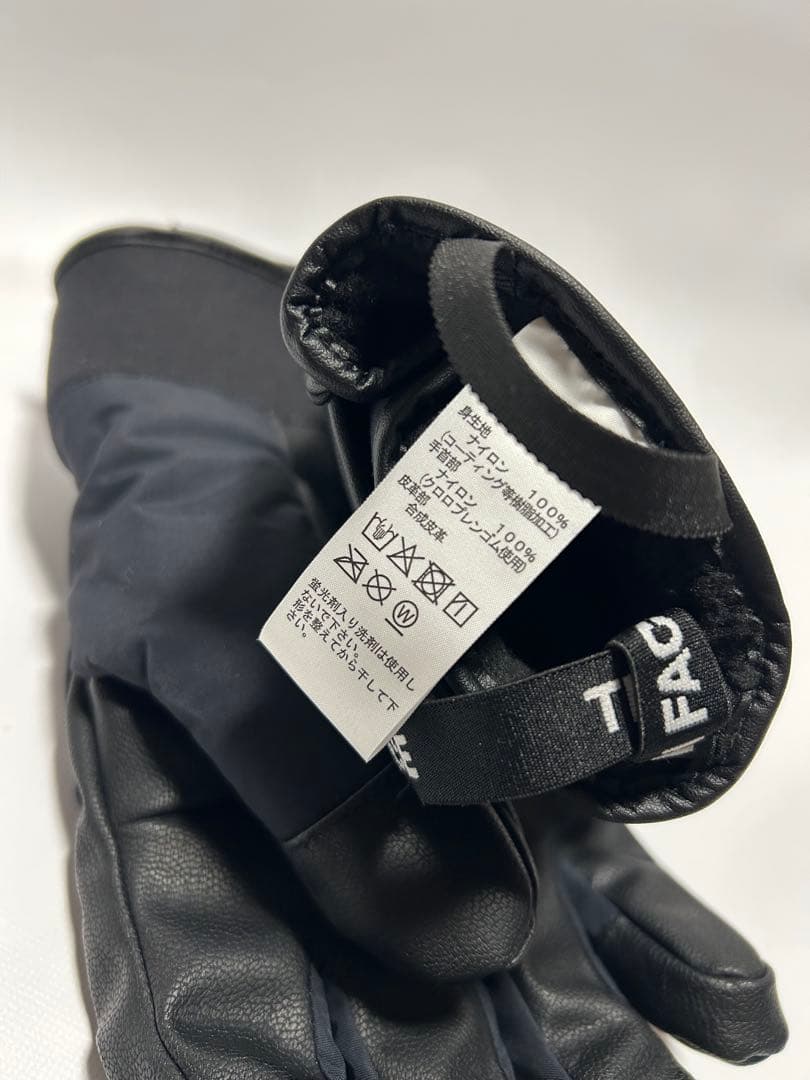 身生地
ナイロン 100%
(コーティング等樹脂加工)
手首部
ナイロン 100%
(クロロプレンゴム使用)
皮革部
合成皮革
W
蛍光剤入り洗剤は使用し
ないで下さい。
形を整えてから干して下
さい。
FAC